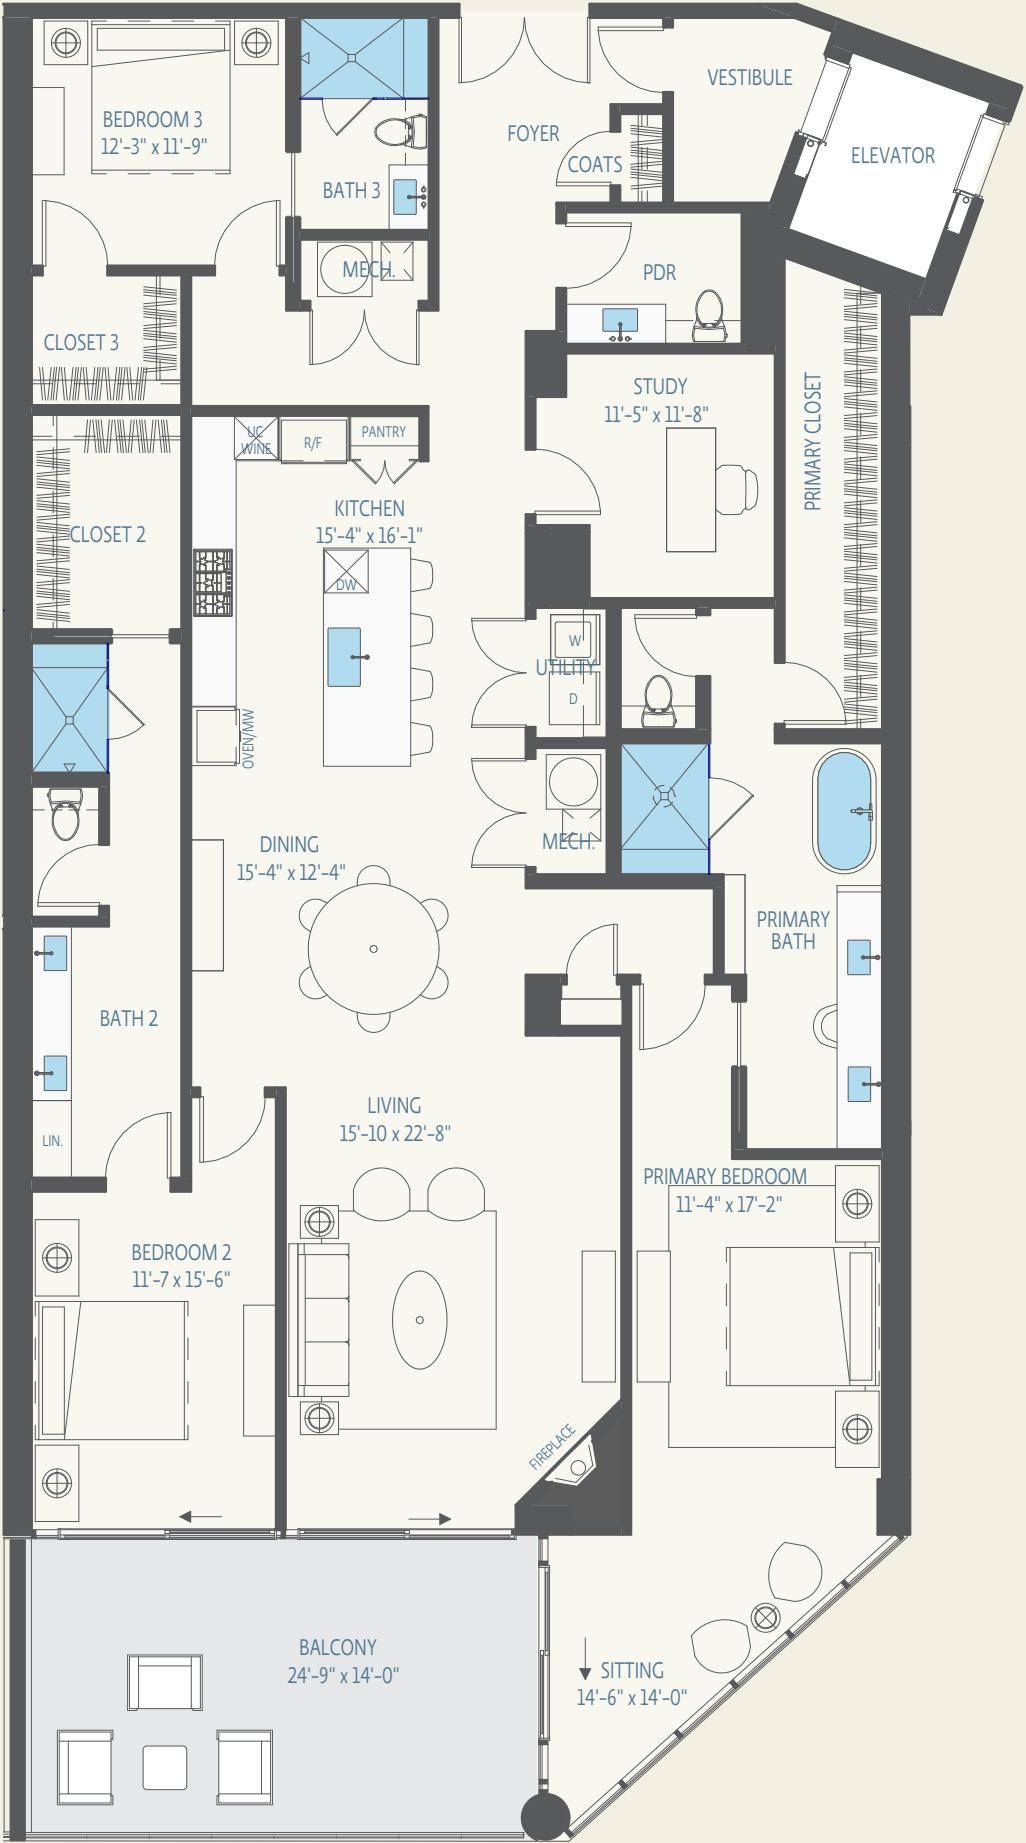 VESTIBULE
BEDROOM 3
12'-3" x 11'-9"
FOYER
ELEVATOR
COATS
BATH 3
MECH.
PDR
CLOSET 3
STUDY
11'-5" x 11'-8"
PRIMARY CLOSET
UC
WINE
R/F
PANTRY
KITCHEN
15'-4" x 16'-1"
CLOSET 2
DW
W
UTILITY
D
OVEN/MW
MECH.
DINING
15'-4" x 12'-4"
PRIMARY
BATH
BATH 2
LIVING
15'-10 x 22'-8"
LIN.
PRIMARY BEDROOM
11'-4" x 17'-2"
BEDROOM 2
11'-7 x 15'-6"
FIREPLACE
BALCONY
24'-9" x 14'-0"
SITTING
14'-6" x 14'-0"